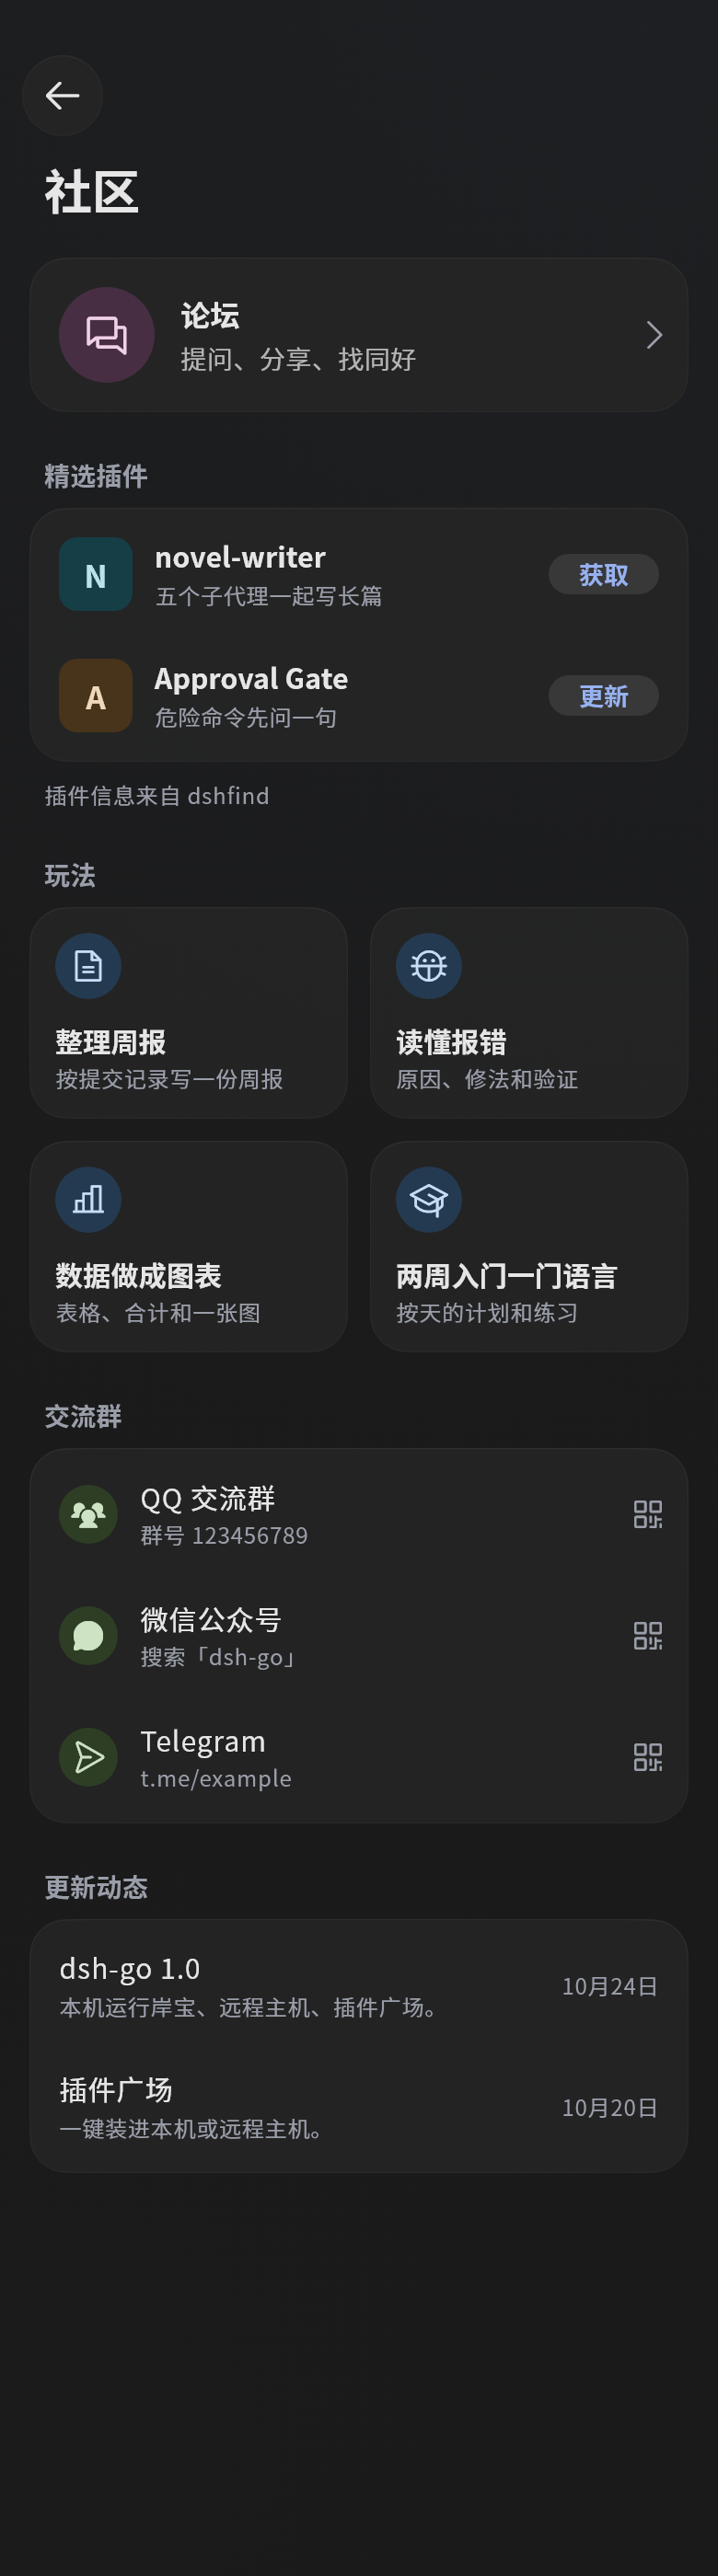 社区
论坛
提问、分享、找同好
精选插件
N
novel-writer
五个子代理一起写长篇
获取
A
Approval Gate
危险命令先问一句
更新
插件信息来自 dshfind
玩法
整理周报
按提交记录写一份周报
读懂报错
原因、修法和验证
数据做成图表
表格、合计和一张图
两周入门一门语言
按天的计划和练习
交流群
QQ 交流群
群号 123456789
微信公众号
搜索「dsh-go」
Telegram
t.me/example
更新动态
dsh-go 1.0
本机运行岸宝、远程主机、插件广场。
10月24日
插件广场
一键装进本机或远程主机。
10月20日